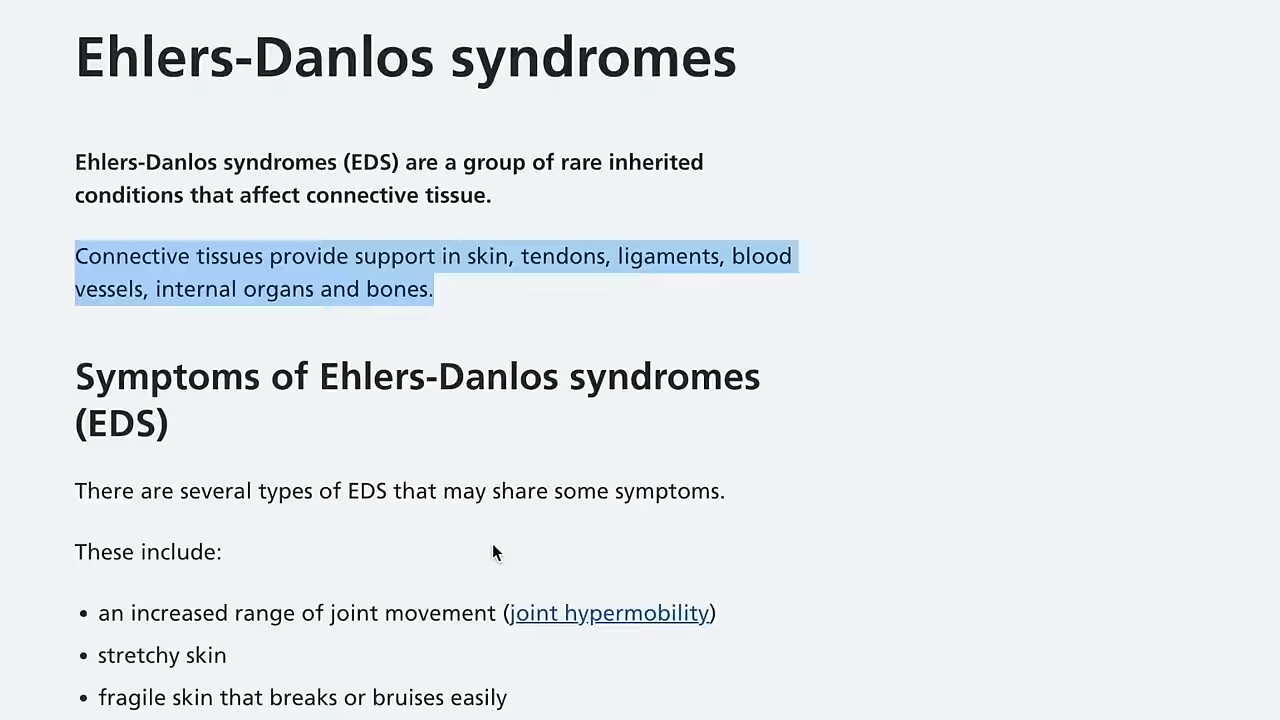 Ehlers-Danlos syndromes
Ehlers-Danlos syndromes (EDS) are a group of rare inherited
conditions that affect connective tissue.
Connective tissues provide support in skin, tendons, ligaments, blood
vessels, internal organs and bones.
Symptoms of Ehlers-Danlos syndromes
(EDS)
There are several types of EDS that may share some symptoms.
These include:
• an increased range of joint movement (joint hypermobility)
• stretchy skin
• fragile skin that breaks or bruises easily